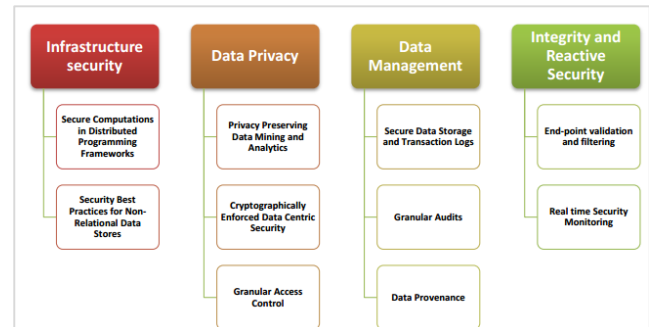 Infrastructure
security
Secure Computations
in Distributed
Programming
Frameworks
Security Best
Practices for Non-
Relational Data
Stores
Data Privacy
Privacy Preserving
Data Mining and
Analytics
Cryptographically
Enforced Data Centric
Security
Granular Access
Control
Data
Management
Secure Data Storage
and Transaction Logs
Granular Audits
Data Provenance
Integrity and
Reactive
Security
End-point validation
and filtering
Real time Security
Monitoring